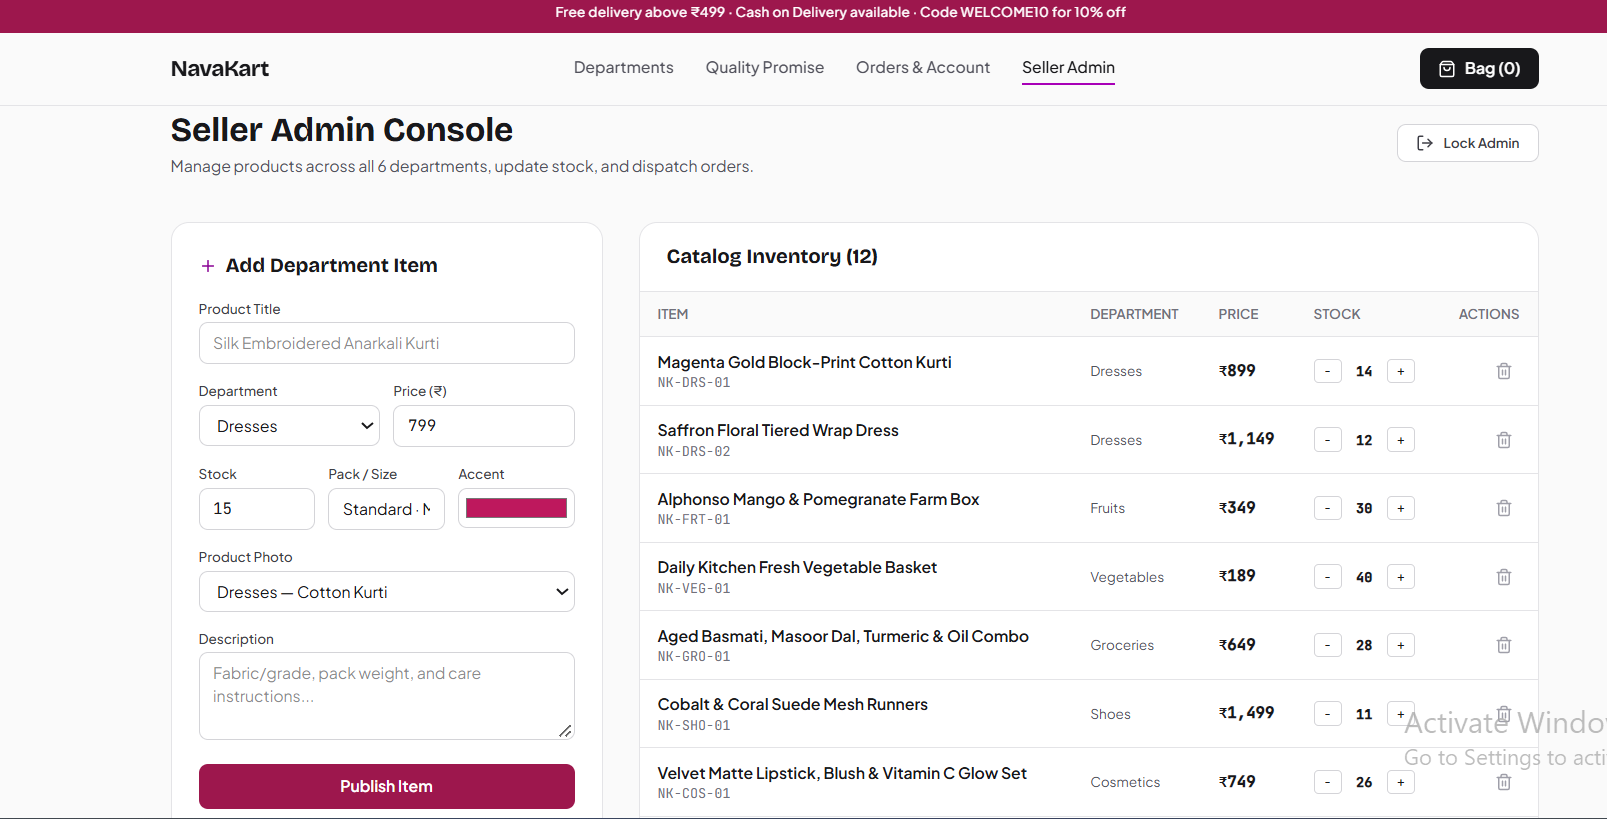 Free delivery above ₹499 · Cash on Delivery available · Code WELCOME10 for 10% off
NavaKart
Departments
Quality Promise
Orders & Account
Seller Admin
Bag (0)
Seller Admin Console
Manage products across all 6 departments, update stock, and dispatch orders.
Lock Admin
+ Add Department Item
Product Title
Silk Embroidered Anarkali Kurti
Department
Price (₹)
Dresses
799
Stock
Pack / Size
Accent
15
Standard ·
Product Photo
Dresses — Cotton Kurti
Description
Fabric/grade, pack weight, and care
instructions...
Publish Item
Catalog Inventory (12)
ITEM DEPARTMENT PRICE STOCK ACTIONS
Magenta Gold Block-Print Cotton Kurti
NK-DRS-01
Dresses ₹899 - 14 +
Saffron Floral Tiered Wrap Dress
NK-DRS-02
Dresses ₹1,149 - 12 +
Alphonso Mango & Pomegranate Farm Box
NK-FRT-01
Fruits ₹349 - 30 +
Daily Kitchen Fresh Vegetable Basket
NK-VEG-01
Vegetables ₹189 - 40 +
Aged Basmati, Masoor Dal, Turmeric & Oil Combo
NK-GRO-01
Groceries ₹649 - 28 +
Cobalt & Coral Suede Mesh Runners
NK-SHO-01
Shoes ₹1,499 - 11 +
Velvet Matte Lipstick, Blush & Vitamin C Glow Set
NK-COS-01
Cosmetics ₹749 - 26 +
Activate Windo
Go to Settings to acti